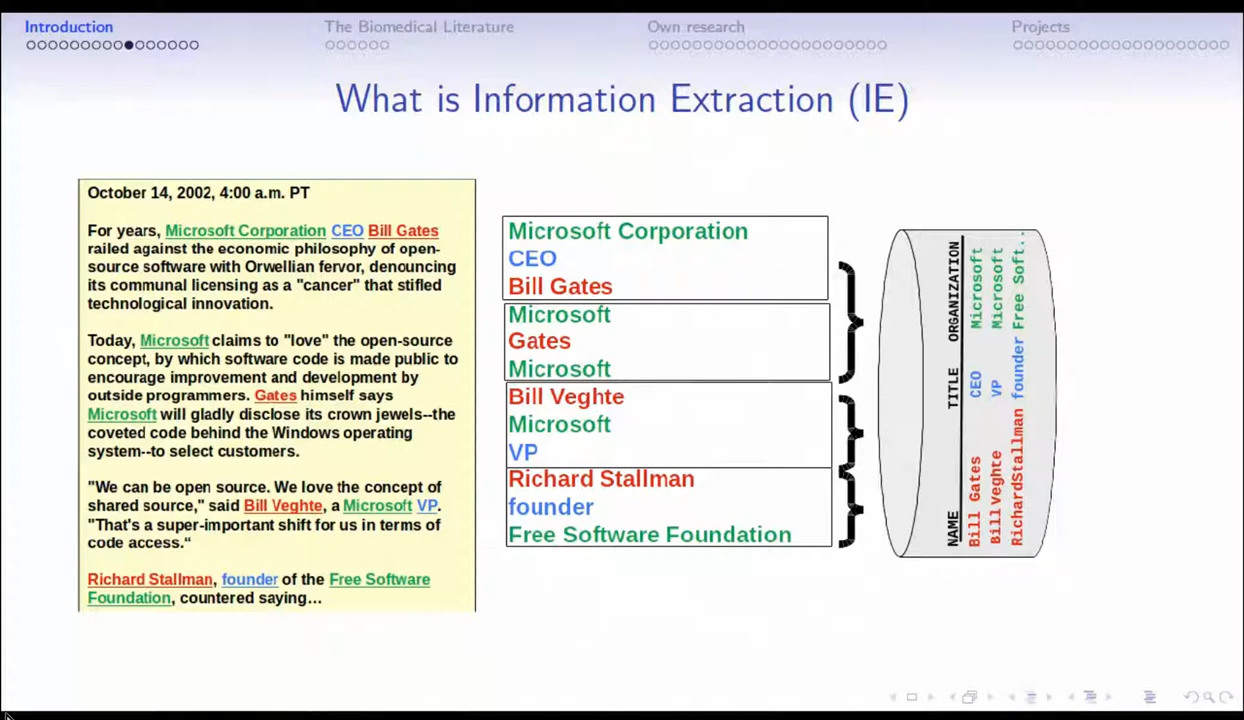 Introduction
The Biomedical Literature
Own research
Projects
What is Information Extraction (IE)
October 14, 2002, 4:00 a.m. PT
For years, Microsoft Corporation CEO Bill Gates
railed against the economic philosophy of open-
source software with Orwellian fervor, denouncing
its communal licensing as a "cancer" that stifled
technological innovation.
Today, Microsoft claims to "love" the open-source
concept, by which software code is made public to
encourage improvement and development by
outside programmers. Gates himself says
Microsoft will gladly disclose its crown jewels--the
coveted code behind the Windows operating
system--to select customers.
"We can be open source. We love the concept of
shared source," said Bill Veghte, a Microsoft VP.
"That's a super-important shift for us in terms of
code access.“
Richard Stallman, founder of the Free Software
Foundation, countered saying…
Microsoft Corporation
CEO
Bill Gates
Microsoft
Gates
Microsoft
Bill Veghte
Microsoft
VP
Richard Stallman
founder
Free Software Foundation
NAME TITLE ORGANIZATION
Bill Gates CEO Microsoft
Bill Veghte VP Microsoft
RichardStallman founder Free Soft..